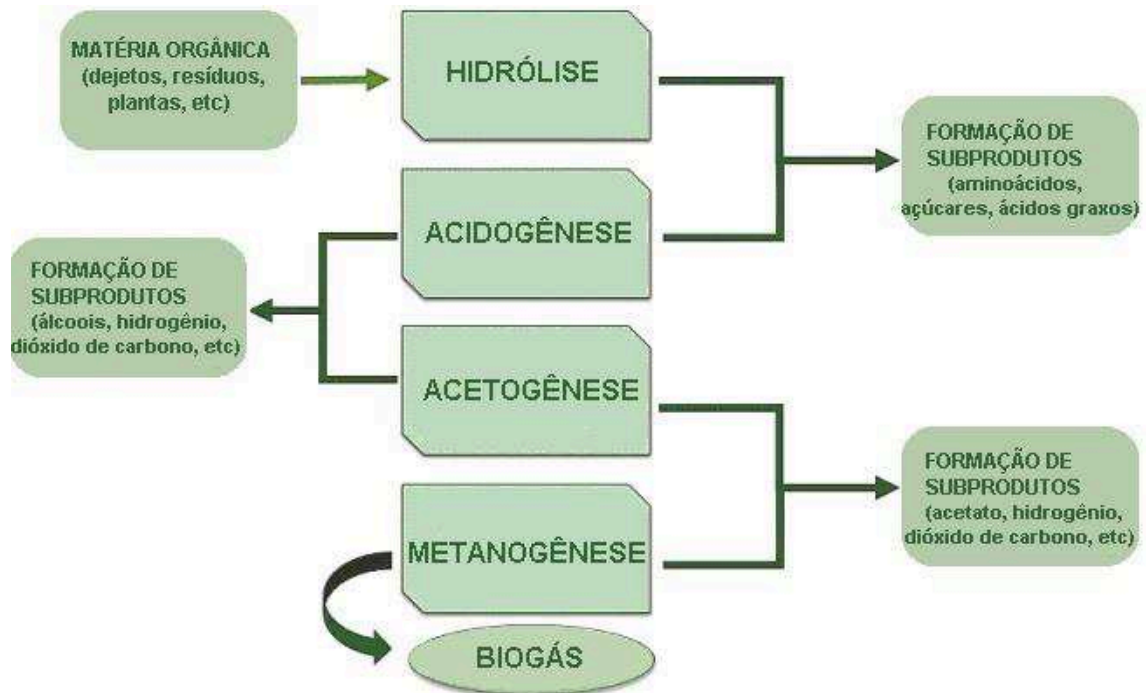 MATÉRIA ORGÂNICA
(dejetos, resíduos,
plantas, etc)
HIDRÓLISE
FORMAÇÃO DE
SUBPRODUTOS
(aminoácidos,
açúcares, ácidos graxos)
ACIDOGÊNESE
FORMAÇÃO DE
SUBPRODUTOS
(álcoois, hidrogênio,
dióxido de carbono, etc)
ACETOGÊNESE
FORMAÇÃO DE
SUBPRODUTOS
(acetato, hidrogênio,
dióxido de carbono, etc)
METANOGÊNESE
BIOGÁS